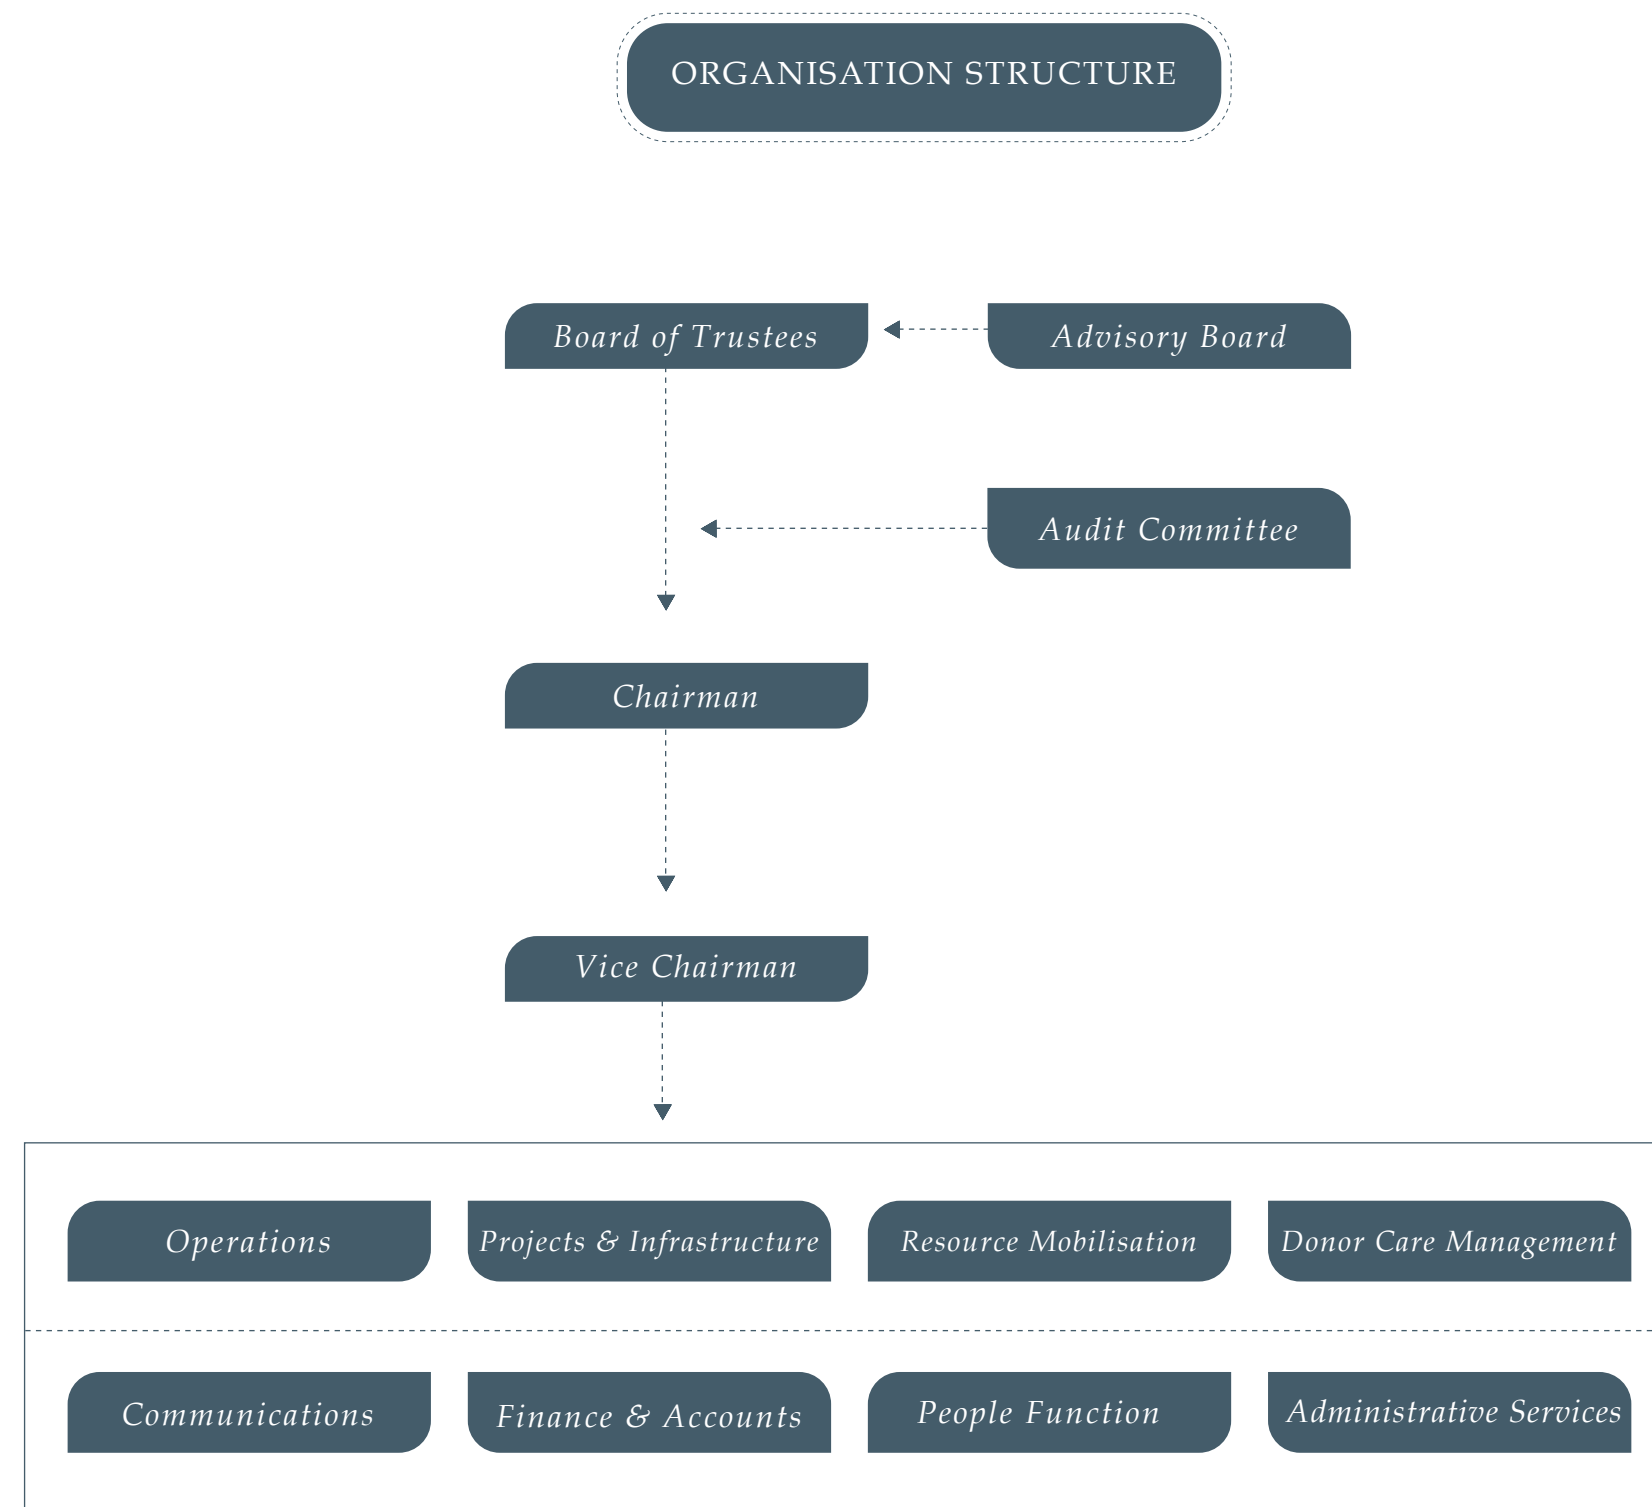 ORGANISATION STRUCTURE
Board of Trustees
Advisory Board
Audit Committee
Chairman
Vice Chairman
Operations
Projects & Infrastructure
Resource Mobilisation
Donor Care Management
Communications
Finance & Accounts
People Function
Administrative Services